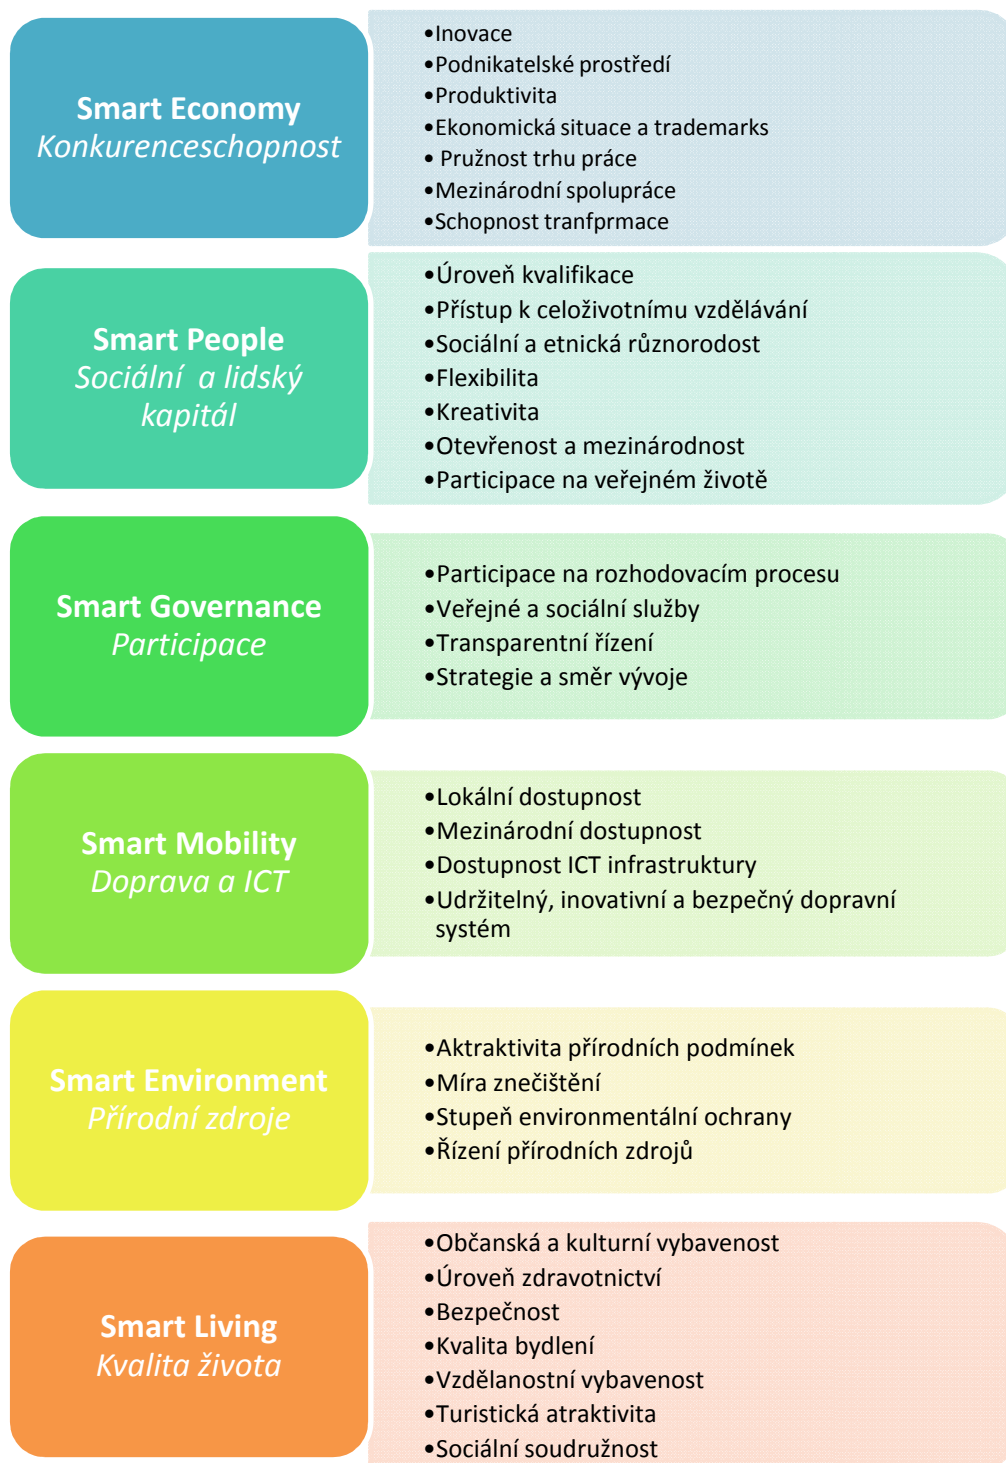 Smart Economy
Konkurenceschopnost
•Inovace
•Podnikatelské prostředí
•Produktivita
•Ekonomická situace a trademarks
• Pružnost trhu práce
•Mezinárodní spolupráce
•Schopnost tranfprmace
Smart People
Sociální a lidský
kapitál
•Úroveň kvalifikace
•Přístup k celoživotnímu vzdělávání
•Sociální a etnická různorodost
•Flexibilita
•Kreativita
•Otevřenost a mezinárodnost
•Participace na veřejném životě
Smart Governance
Participace
•Participace na rozhodovacím procesu
•Veřejné a sociální služby
•Transparentní řízení
•Strategie a směr vývoje
Smart Mobility
Doprava a ICT
•Lokální dostupnost
•Mezinárodní dostupnost
•Dostupnost ICT infrastruktury
•Udržitelný, inovativní a bezpečný dopravní
systém
Smart Environment
Přírodní zdroje
•Aktraktivita přírodních podmínek
•Míra znečištění
•Stupeň environmentální ochrany
•Řízení přírodních zdrojů
Smart Living
Kvalita života
•Občanská a kulturní vybavenost
•Úroveň zdravotnictví
•Bezpečnost
•Kvalita bydlení
•Vzdělanostní vybavenost
•Turistická atraktivita
•Sociální soudružnost